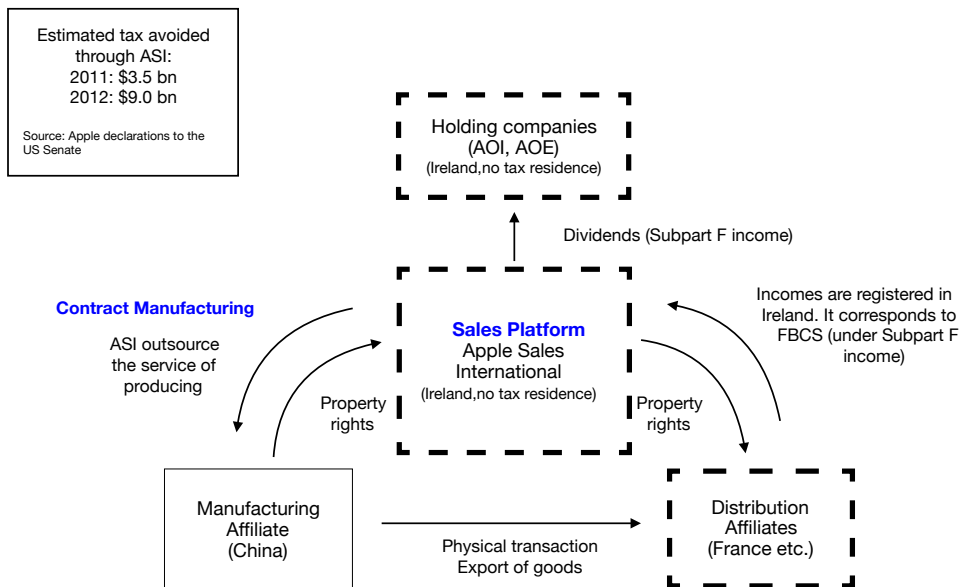 Estimated tax avoided
through ASI:
2011: $3.5 bn
2012: $9.0 bn
Source: Apple declarations to the
US Senate
Holding companies
(AOI, AOE)
(Ireland,no tax residence)
Dividends (Subpart F income)
Contract Manufacturing
ASI outsource
the service of
producing
Property
rights
Sales Platform
Apple Sales
International
(Ireland,no tax residence)
Incomes are registered in
Ireland. It corresponds to
FBCS (under Subpart F
income)
Property
rights
Manufacturing
Affiliate
(China)
Physical transaction
Export of goods
Distribution
Affiliates
(France etc.)